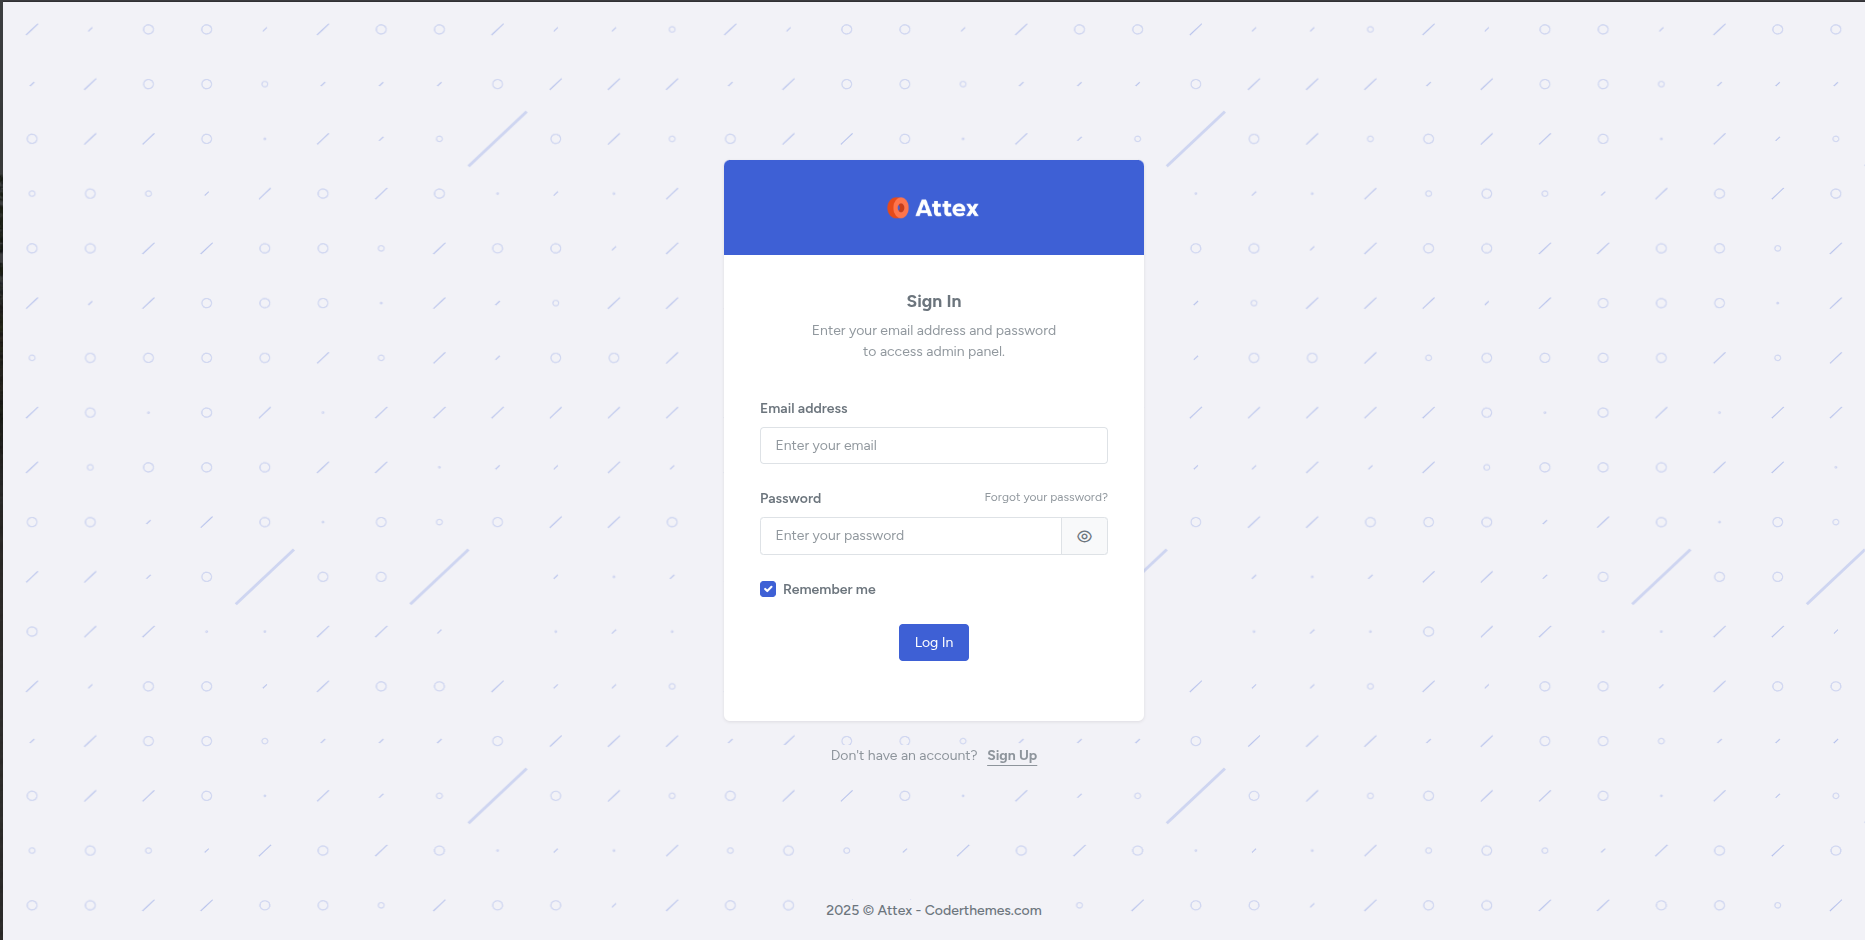 Attex
Sign In
Enter your email address and password
to access admin panel.
Email address
Enter your email
Password
Forgot your password?
Enter your password
Remember me
Log In
Don't have an account? Sign Up
2025 © Attex - Coderthemes.com